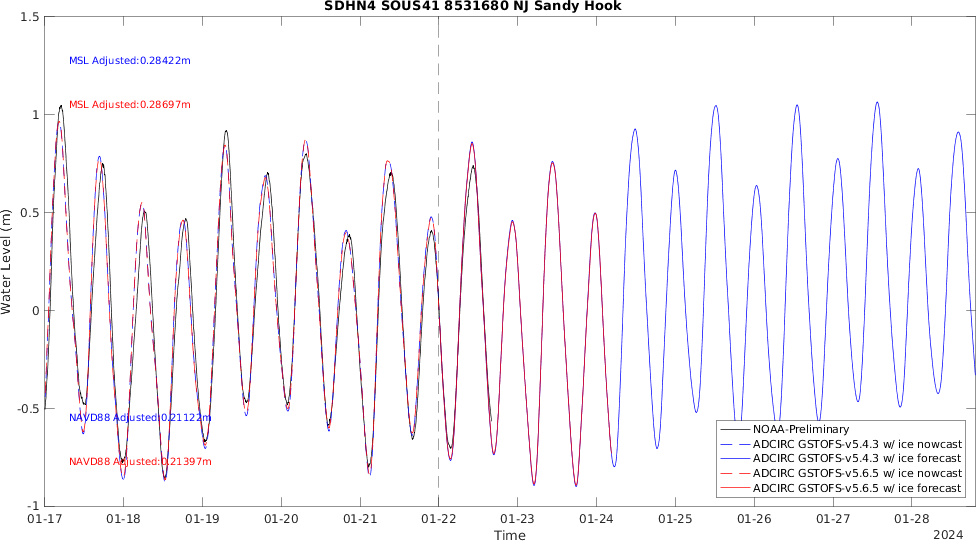 SDHN4 SOUS41 8531680 NJ Sandy Hook
1.5
MSL Adjusted:0.28422m
MSL Adjusted:0.28697m
1
0.5
Water Level (m)
0
-0.5
NAVD88 Adjusted:0.21122m
NAVD88 Adjusted:0.21397m
-1
NOAA-Preliminary
ADCIRC GSTOFS-v5.4.3 w/ ice nowcast
ADCIRC GSTOFS-v5.4.3 w/ ice forecast
ADCIRC GSTOFS-v5.6.5 w/ ice nowcast
ADCIRC GSTOFS-v5.6.5 w/ ice forecast
01-17 01-18 01-19 01-20 01-21 01-22 01-23 01-24 01-25 01-26 01-27 01-28
Time
2024